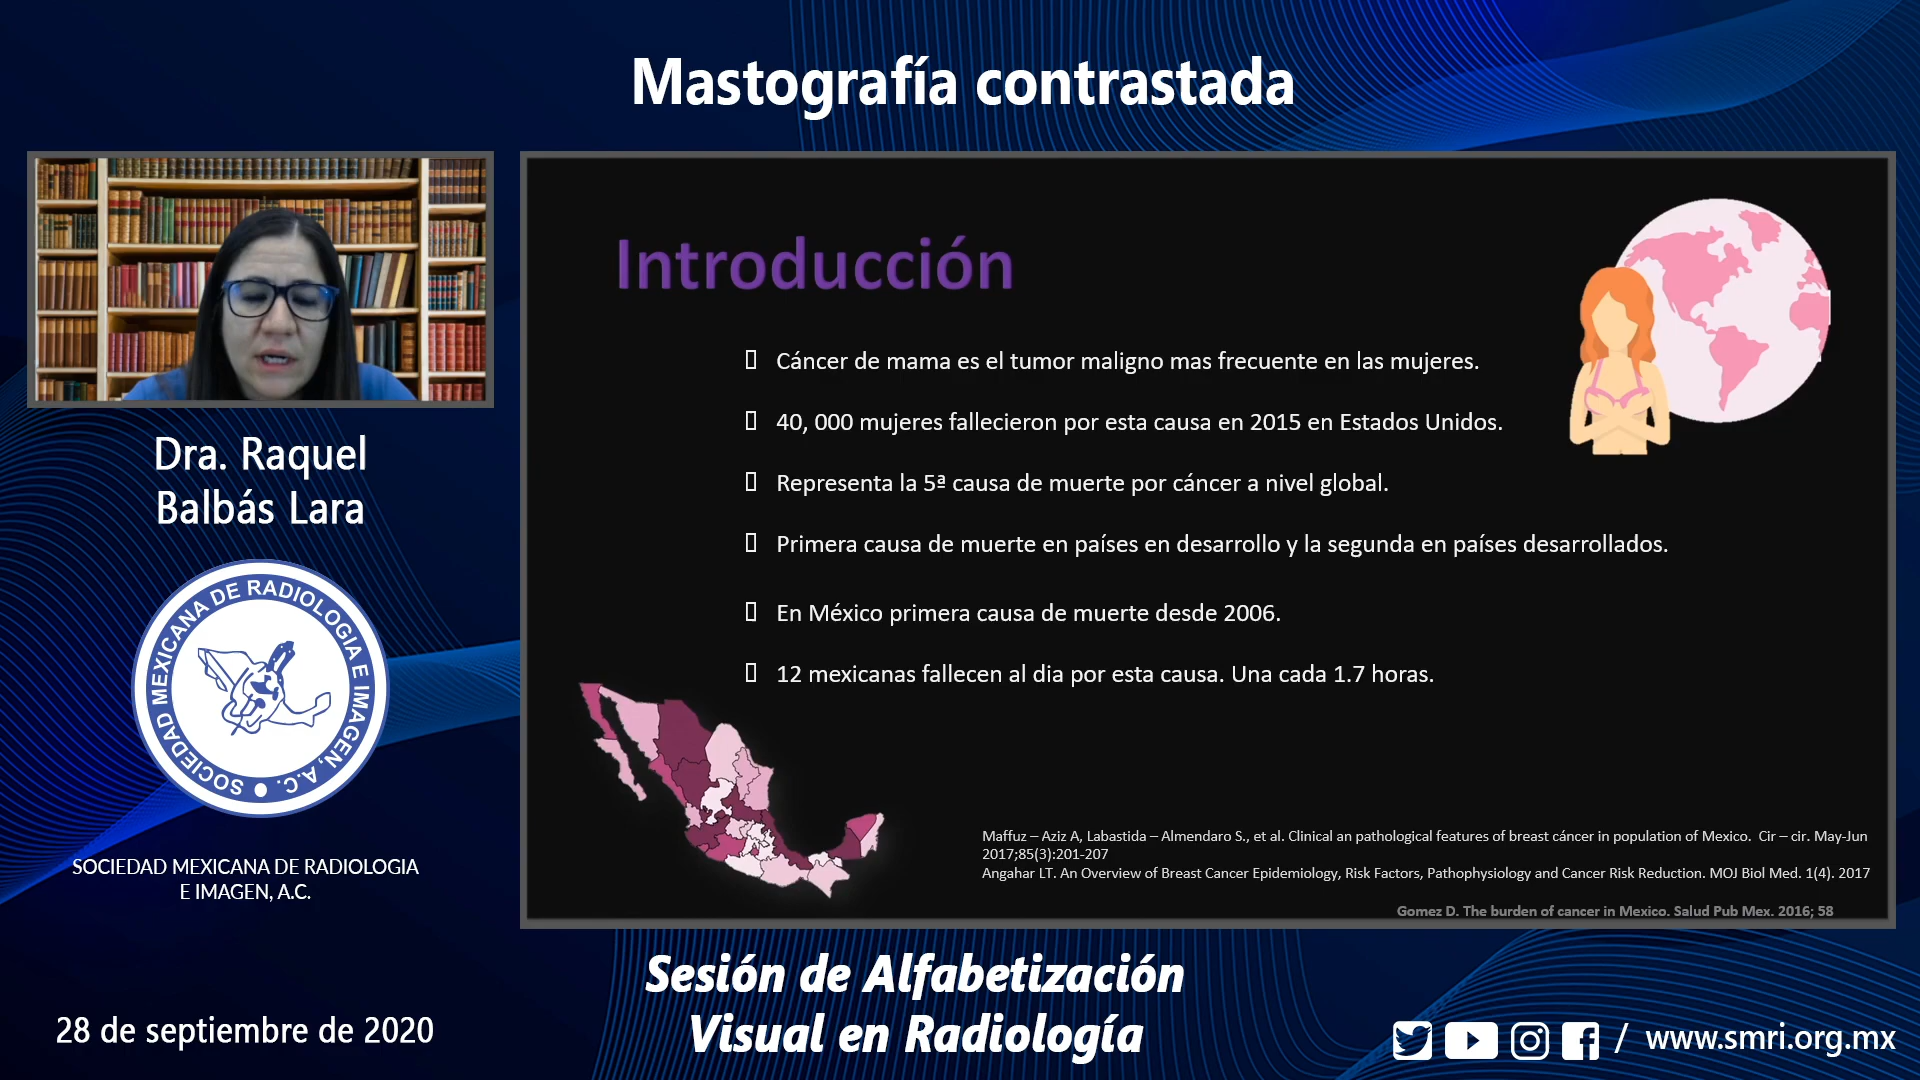 Mastografía contrastada
Dra. Raquel
Balbás Lara
SOCIEDAD MEXICANA DE RADIOLOGIA E IMAGEN, A.C.
SOCIEDAD MEXICANA DE RADIOLOGIA
E IMAGEN, A.C.
28 de septiembre de 2020
Introducción
Cáncer de mama es el tumor maligno mas frecuente en las mujeres.
40, 000 mujeres fallecieron por esta causa en 2015 en Estados Unidos.
Representa la 5ª causa de muerte por cáncer a nivel global.
Primera causa de muerte en países en desarrollo y la segunda en países desarrollados.
En México primera causa de muerte desde 2006.
12 mexicanas fallecen al dia por esta causa. Una cada 1.7 horas.
Maffuz – Aziz A, Labastida – Almendaro S., et al. Clinical an pathological features of breast cáncer in population of Mexico. Cir – cir. May-Jun
2017;85(3):201-207
Angahar LT. An Overview of Breast Cancer Epidemiology, Risk Factors, Pathophysiology and Cancer Risk Reduction. MOJ Biol Med. 1(4). 2017
Gomez D. The burden of cancer in Mexico. Salud Pub Mex. 2016; 58
Sesión de Alfabetización
Visual en Radiología
/ www.smri.org.mx